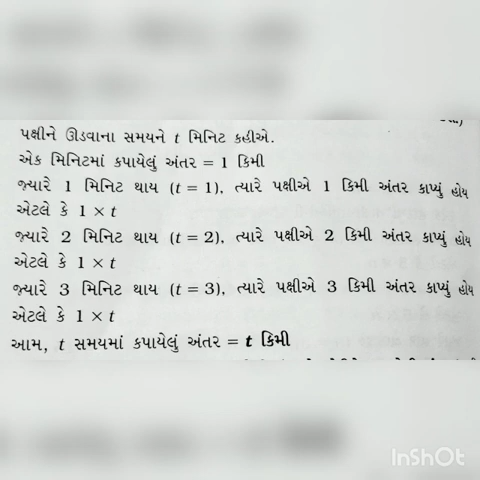 પક્ષીને ઊડવાના સમયને t મિનિટ કહીએ.
એક મિનિટમાં કપાયેલું અંતર = 1 કિમી
જ્યારે 1 મિનિટ થાય (t = 1), ત્યારે પક્ષીએ 1 કિમી અંતર કાપ્યું હોય
એટલે કે 1 × t
જ્યારે 2 મિનિટ થાય (t = 2), ત્યારે પક્ષીએ 2 કિમી અંતર કાપ્યું હોય
એટલે કે 1 × t
જ્યારે 3 મિનિટ થાય (t = 3), ત્યારે પક્ષીએ 3 કિમી અંતર કાપ્યું હોય
એટલે કે 1 × t
આમ, t સમયમાં કપાયેલું અંતર = t કિમી
InShOt